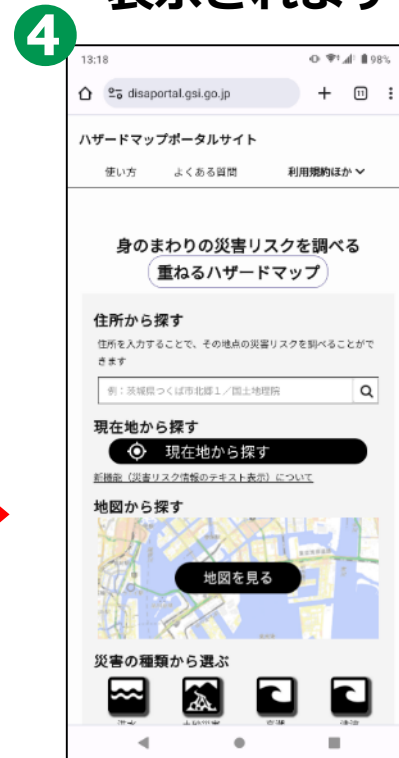 表示されます
4
13:18
98%
disaportal.gsi.go.jp
11
ハザードマップポータルサイト
使い方 よくある質問 利用規約ほか
身のまわりの災害リスクを調べる
重ねるハザードマップ
住所から探す
住所を入力することで、その地点の災害リスクを調べることがで
きます
例：茨城県つくば市北郷１／国土地理院
現在地から探す
現在地から探す
新機能（災害リスク情報のテキスト表示）について
地図から探す
地図を見る
災害の種類から選ぶ